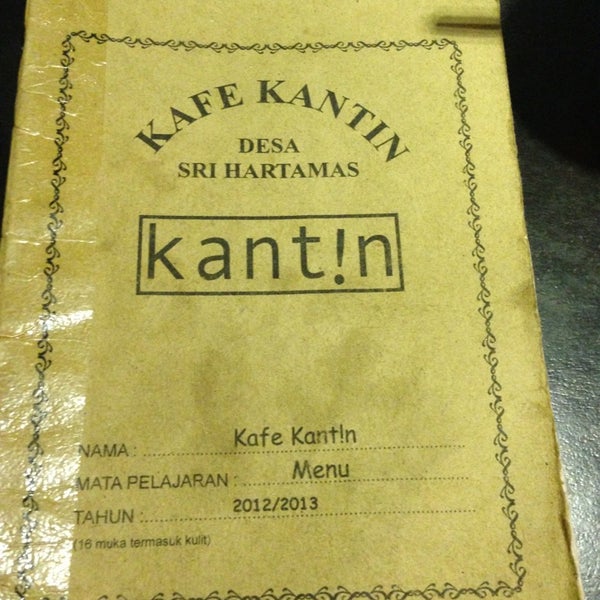 KAFE KANTIN
DESA
SRI HARTAMAS
kant!n
NAMA : Kafe Kant!n
MATA PELAJARAN : Menu
TAHUN : 2012/2013
(16 muka termasuk kulit)